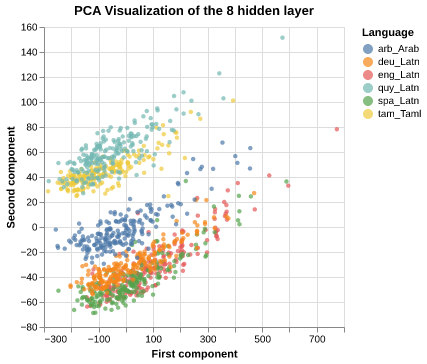 PCA Visualization of the 8 hidden layer
160
140
120
100
80
60
40
20
0
−20
−40
−60
−80
Second component
−300 −100 100 300 500 700
First component
Language
arb_Arab
deu_Latn
eng_Latn
quy_Latn
spa_Latn
tam_Taml